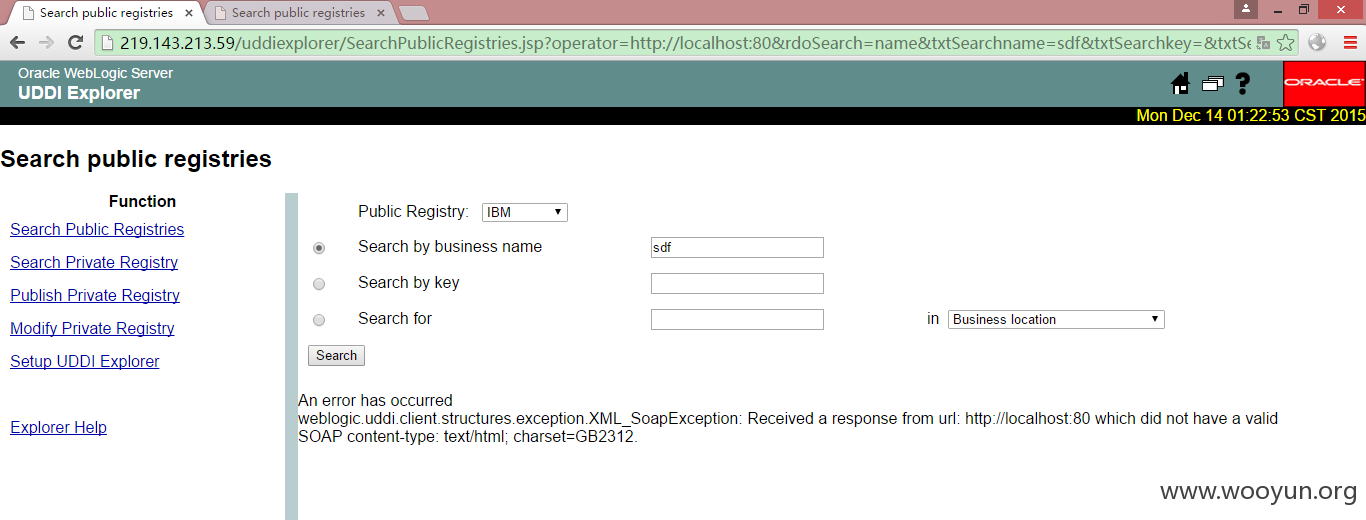 Search public registries
Search public registries
219.143.213.59/uddiexplorer/SearchPublicRegistries.jsp?operator=http://localhost:80&rdoSearch=name&txtSearchname=sdf&txtSearchkey=&txtSe
Oracle WebLogic Server
UDDI Explorer
ORACLE
Mon Dec 14 01:22:53 CST 2015
Search public registries
Function
Search Public Registries
Search Private Registry
Publish Private Registry
Modify Private Registry
Setup UDDI Explorer
Explorer Help
Public Registry: IBM
Search by business name sdf
Search by key
Search for in Business location
Search
An error has occurred
weblogic.uddi.client.structures.exception.XML_SoapException: Received a response from url: http://localhost:80 which did not have a valid
SOAP content-type: text/html; charset=GB2312.
www.wooyun.org